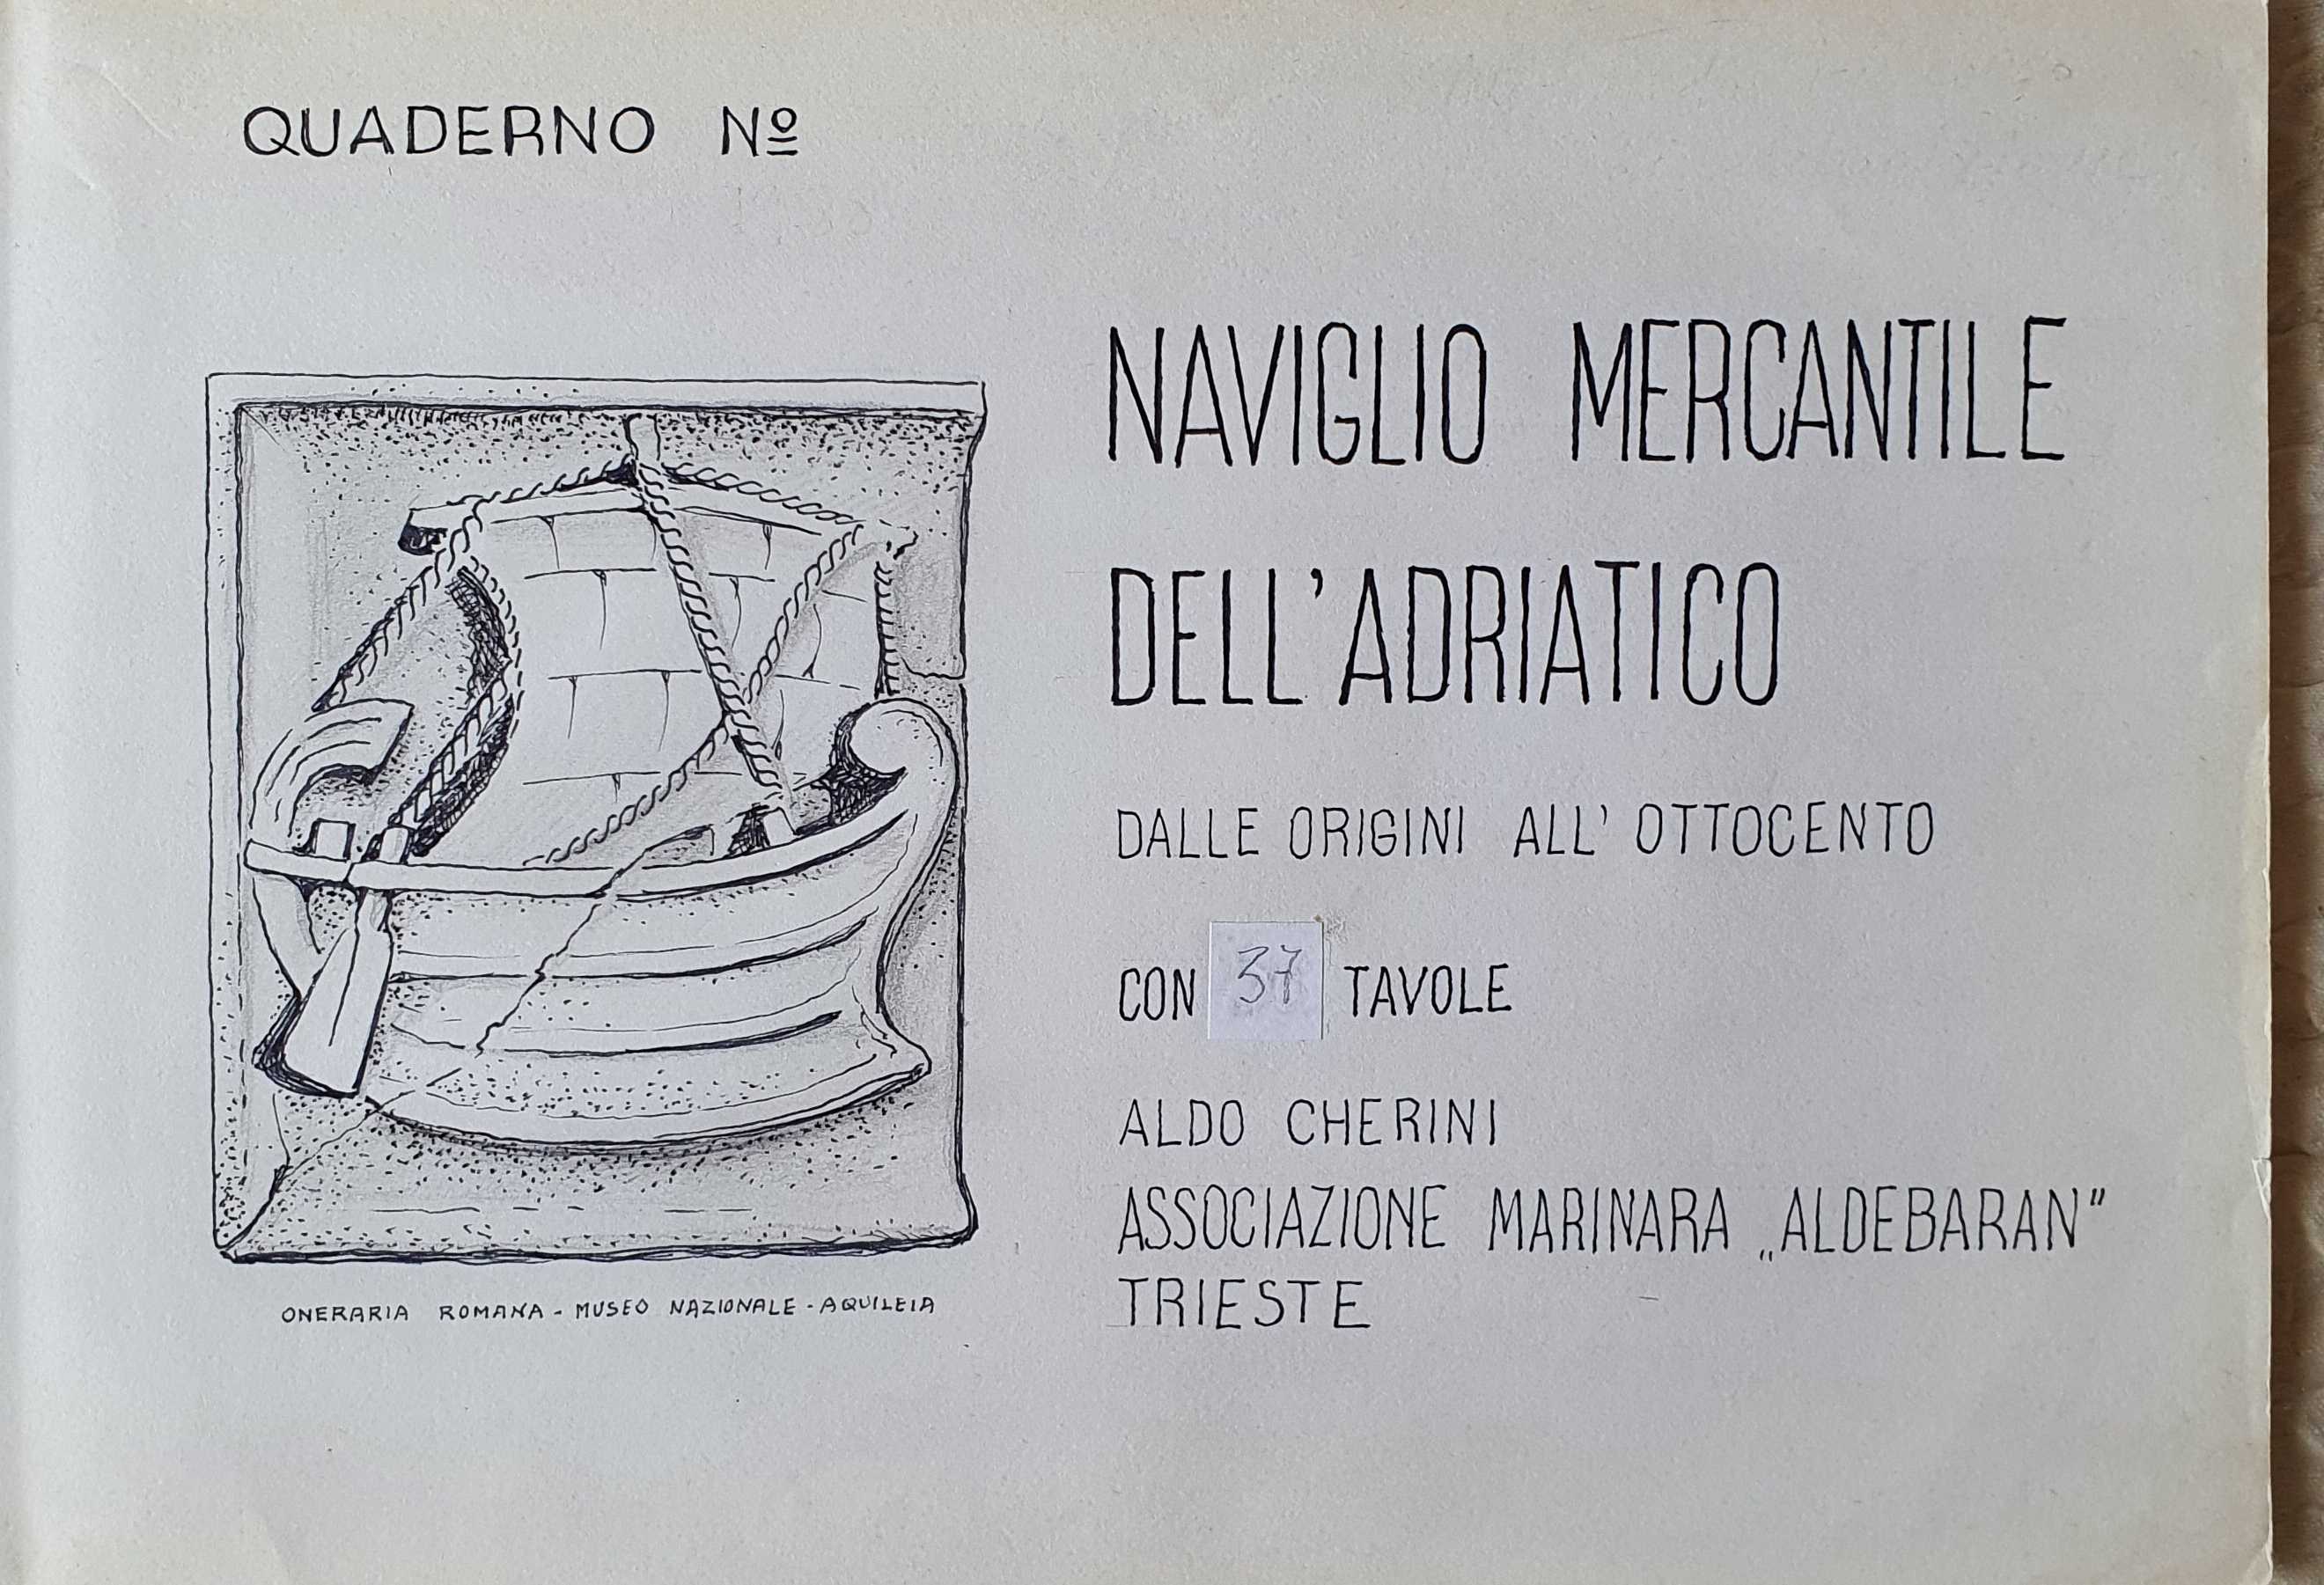 QUADERNO Nº
NAVIGLIO MERCANTILE
DELL'ADRIATICO
DALLE ORIGINI ALL'OTTOCENTO
CON 37 TAVOLE
ALDO CHERINI
ASSOCIAZIONE MARINARA „ALDEBARAN"
TRIESTE
ONERARIA ROMANA - MUSEO NAZIONALE - AQUILEIA